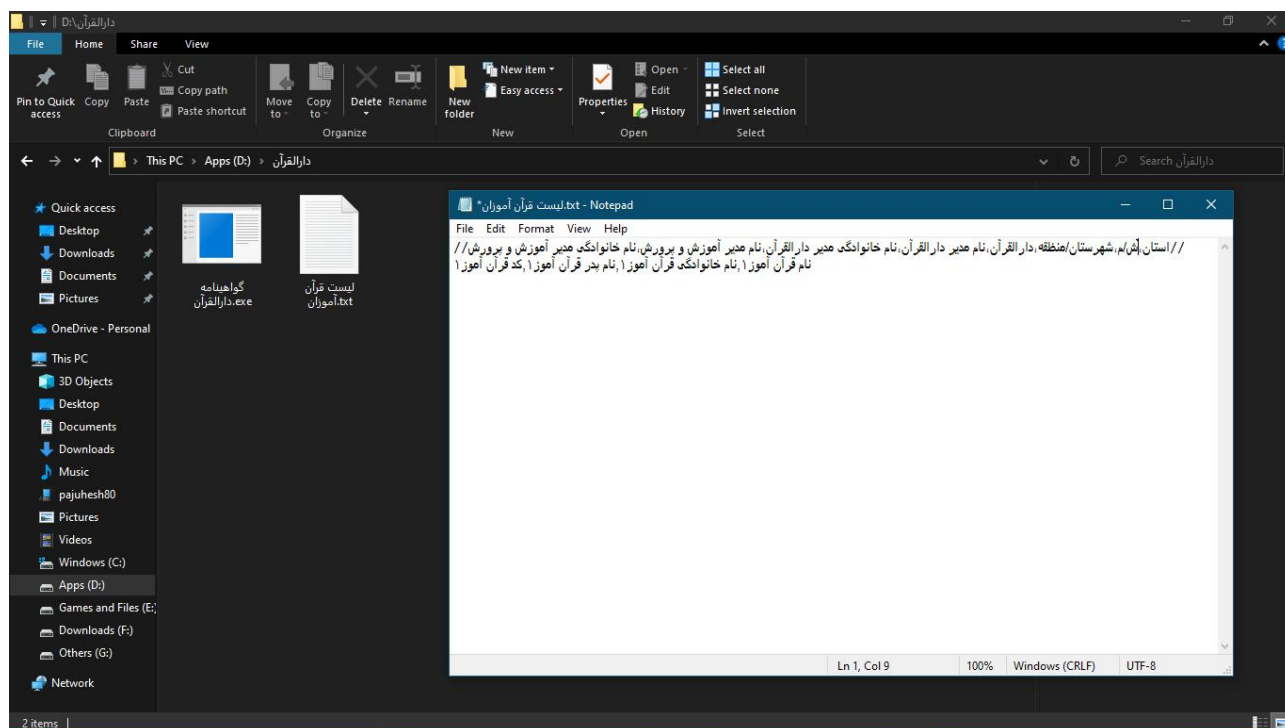 D:\دارالقرآن
File Home Share View
Pin to Quick access
Copy
Paste
Cut
Copy path
Paste shortcut
Clipboard
Move to
Copy to
Delete
Rename
Organize
New folder
New item
Easy access
New
Properties
Open
Edit
History
Open
Select all
Select none
Invert selection
Select
This PC › Apps (D:) › دارالقرآن
Search دارالقرآن
Quick access
Desktop
Downloads
Documents
Pictures
OneDrive - Personal
This PC
3D Objects
Desktop
Documents
Downloads
Music
pajuhesh80
Pictures
Videos
Windows (C:)
Apps (D:)
Games and Files (E:)
Downloads (F:)
Others (G:)
Network
گواهینامه
دارالقرآن.exe
لیست قرآن
آموزان.txt
*لیست قرآن آموزان.txt - Notepad
File Edit Format View Help
//استان,ش/م,شهرستان/منطقه,دارالقرآن,نام مدیر دارالقرآن,نام خانوادگی مدیر دارالقرآن,نام مدیر آموزش و پرورش,نام خانوادگی مدیر آموزش و پرورش//
نام قرآن آموز۱,نام خانوادگی قرآن آموز۱,نام پدر قرآن آموز۱,کد قرآن آموز۱
Ln 1, Col 9
100%
Windows (CRLF)
UTF-8
2 items